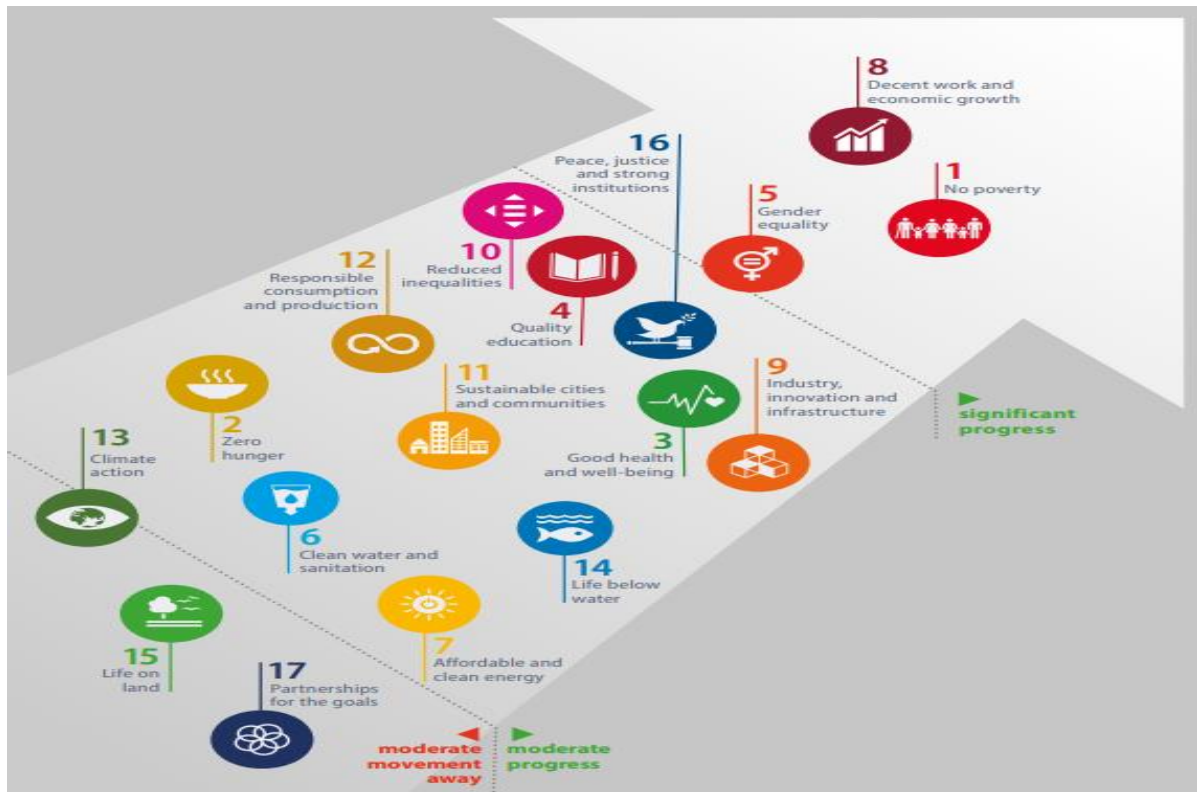 8
Decent work and
economic growth
16
Peace, justice
and strong
institutions
1
No poverty
5
Gender
equality
10
Reduced
inequalities
12
Responsible
consumption
and production
4
Quality
education
11
Sustainable cities
and communities
9
Industry,
innovation and
infrastructure
significant
progress
2
Zero
hunger
13
Climate
action
3
Good health
and well-being
6
Clean water and
sanitation
14
Life below
water
7
Affordable and
clean energy
15
Life on
land
17
Partnerships
for the goals
moderate
movement
away
moderate
progress